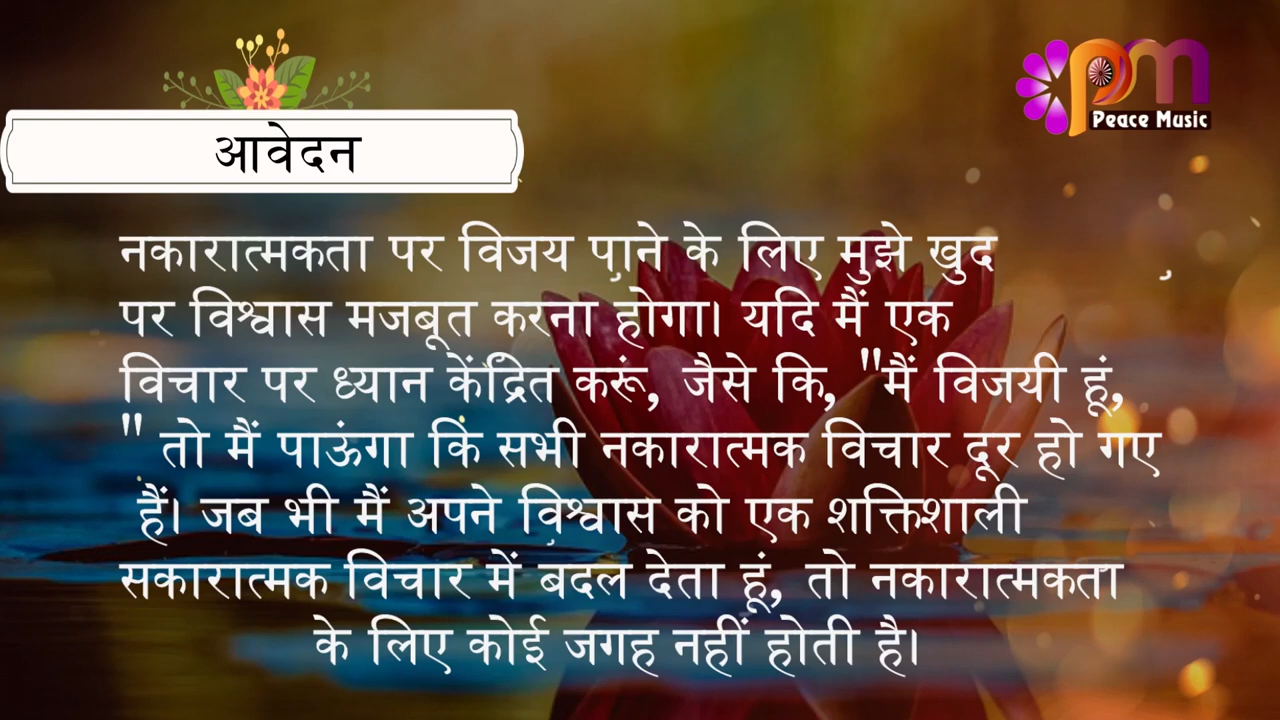 आवेदन
pm
Peace Music
नकारात्मकता पर विजय पाने के लिए मुझे खुद
पर विश्वास मजबूत करना होगा। यदि मैं एक
विचार पर ध्यान केंद्रित करूं, जैसे कि, "मैं विजयी हूं,
" तो मैं पाऊंगा कि सभी नकारात्मक विचार दूर हो गए
हैं। जब भी मैं अपने विश्वास को एक शक्तिशाली
सकारात्मक विचार में बदल देता हूं, तो नकारात्मकता
के लिए कोई जगह नहीं होती है।